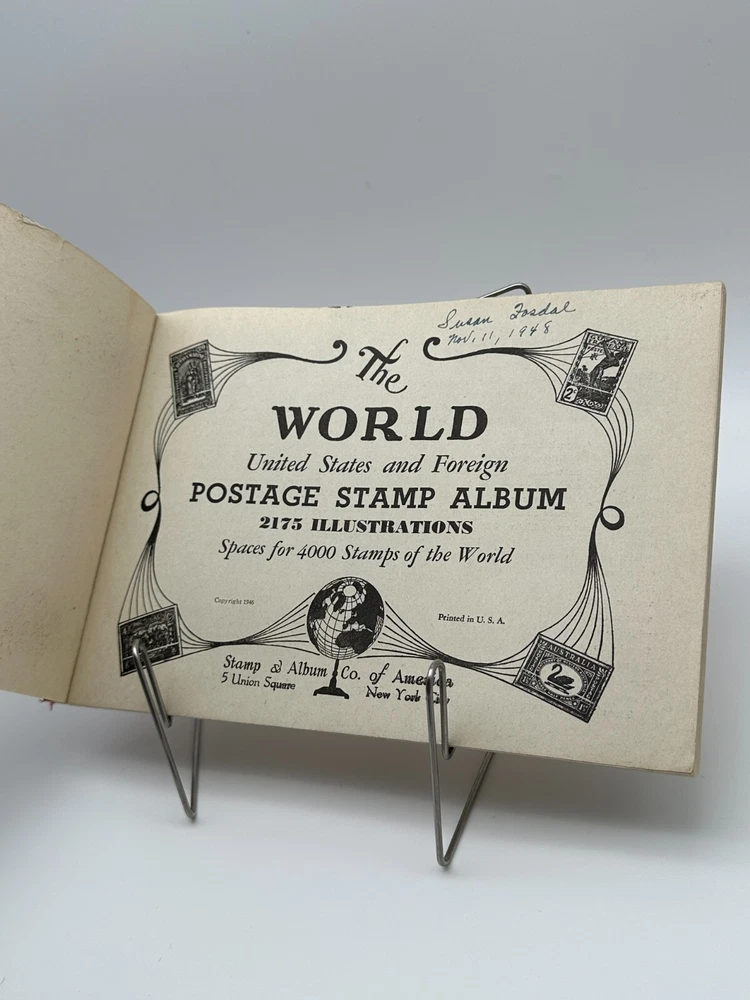 Susan Fosdal
Nov. 11, 1948
The
WORLD
United States and Foreign
POSTAGE STAMP ALBUM
2175 ILLUSTRATIONS
Spaces for 4000 Stamps of the World
Copyright 1946
Printed in U. S. A.
Stamp & Album Co. of America
5 Union Square New York City
2
AUSTRALIA